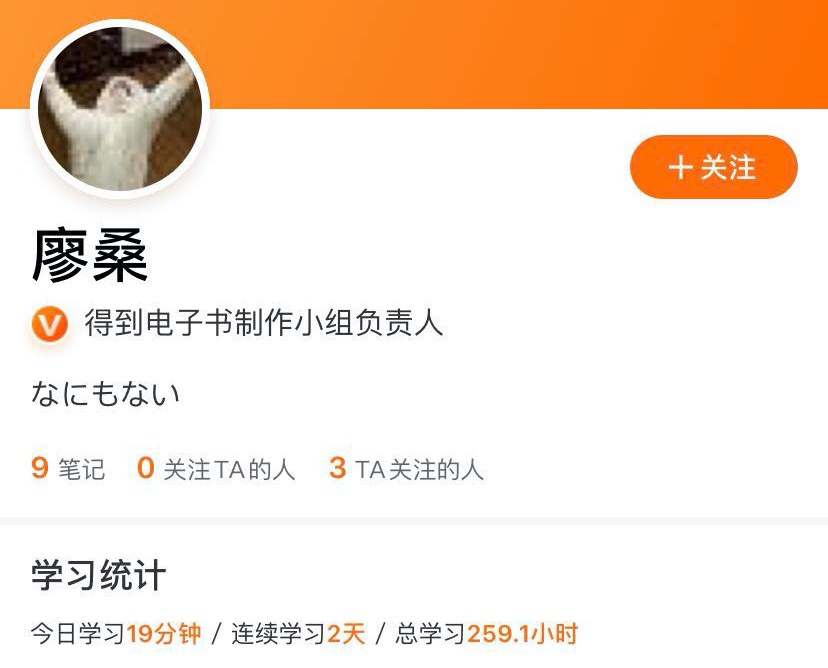 + 关注
廖桑
V 得到电子书制作小组负责人
なにもない
9 笔记 0 关注TA的人 3 TA关注的人
学习统计
今日学习19分钟 / 连续学习2天 / 总学习259.1小时